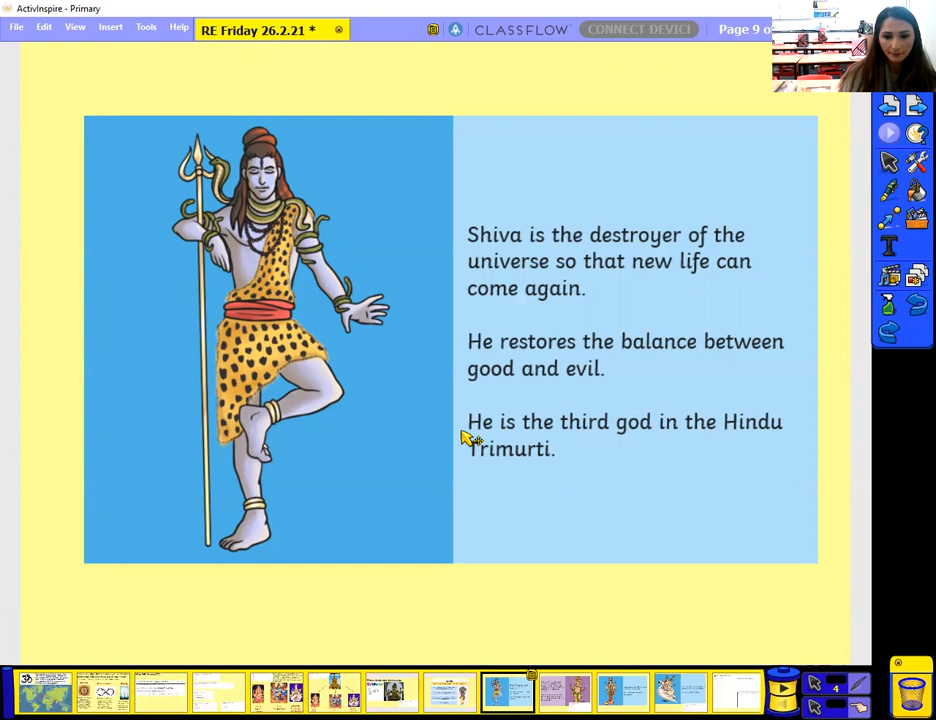 ActivInspire - Primary
File Edit View Insert Tools Help
RE Friday 26.2.21 *
CLASSFLOW
CONNECT DEVICI
Page 9 o
Shiva is the destroyer of the
universe so that new life can
come again.
He restores the balance between
good and evil.
He is the third god in the Hindu
Trimurti.
4